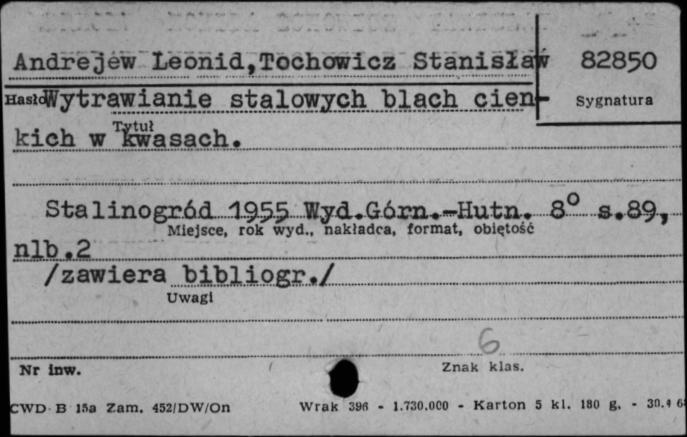 Andrejew Leonid,Tochowicz Stanisław 82850
Hasło Wytrawianie stalowych blach cien- Sygnatura
Tytuł
kich w kwasach.
Stalinogród 1955 Wyd.Górn.-Hutn. 8° s.89,
Miejsce, rok wyd., nakładca, format, objętość
nlb.2
/zawiera bibliogr./
Uwagi
6
Nr inw. Znak klas.
CWD B 15a Zam. 452/DW/On Wrak 396 - 1.730.000 - Karton 5 kl. 180 g. - 30.